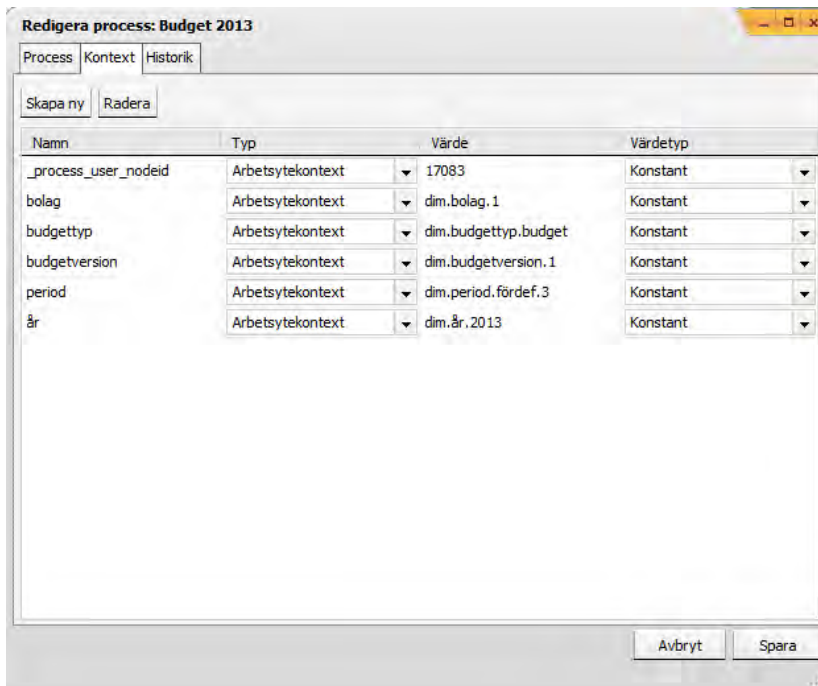 Redigera process: Budget 2013
Process Kontext Historik
Skapa ny Radera
Namn Typ Värde Värdetyp
_process_user_nodeid Arbetsytekontext 17083 Konstant
bolag Arbetsytekontext dim.bolag.1 Konstant
budgettyp Arbetsytekontext dim.budgettyp.budget Konstant
budgetversion Arbetsytekontext dim.budgetversion.1 Konstant
period Arbetsytekontext dim.period.fördef.3 Konstant
år Arbetsytekontext dim.år.2013 Konstant
Avbryt Spara